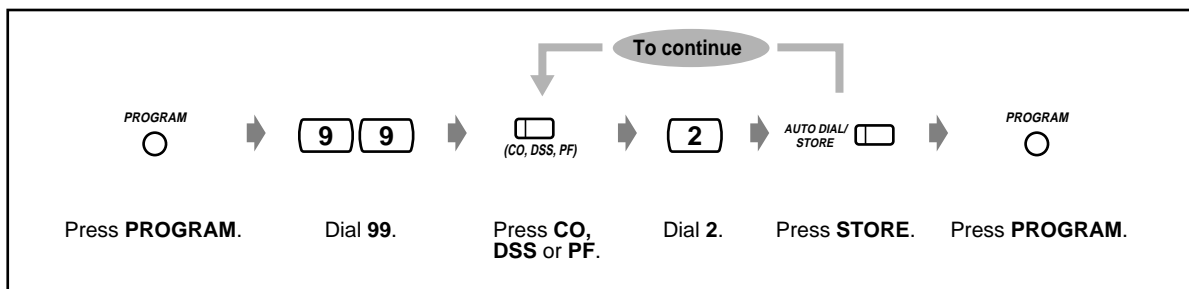 To continue
PROGRAM
9 9
(CO, DSS, PF)
2
AUTO DIAL/
STORE
PROGRAM
Press PROGRAM.
Dial 99.
Press CO,
DSS or PF.
Dial 2.
Press STORE.
Press PROGRAM.